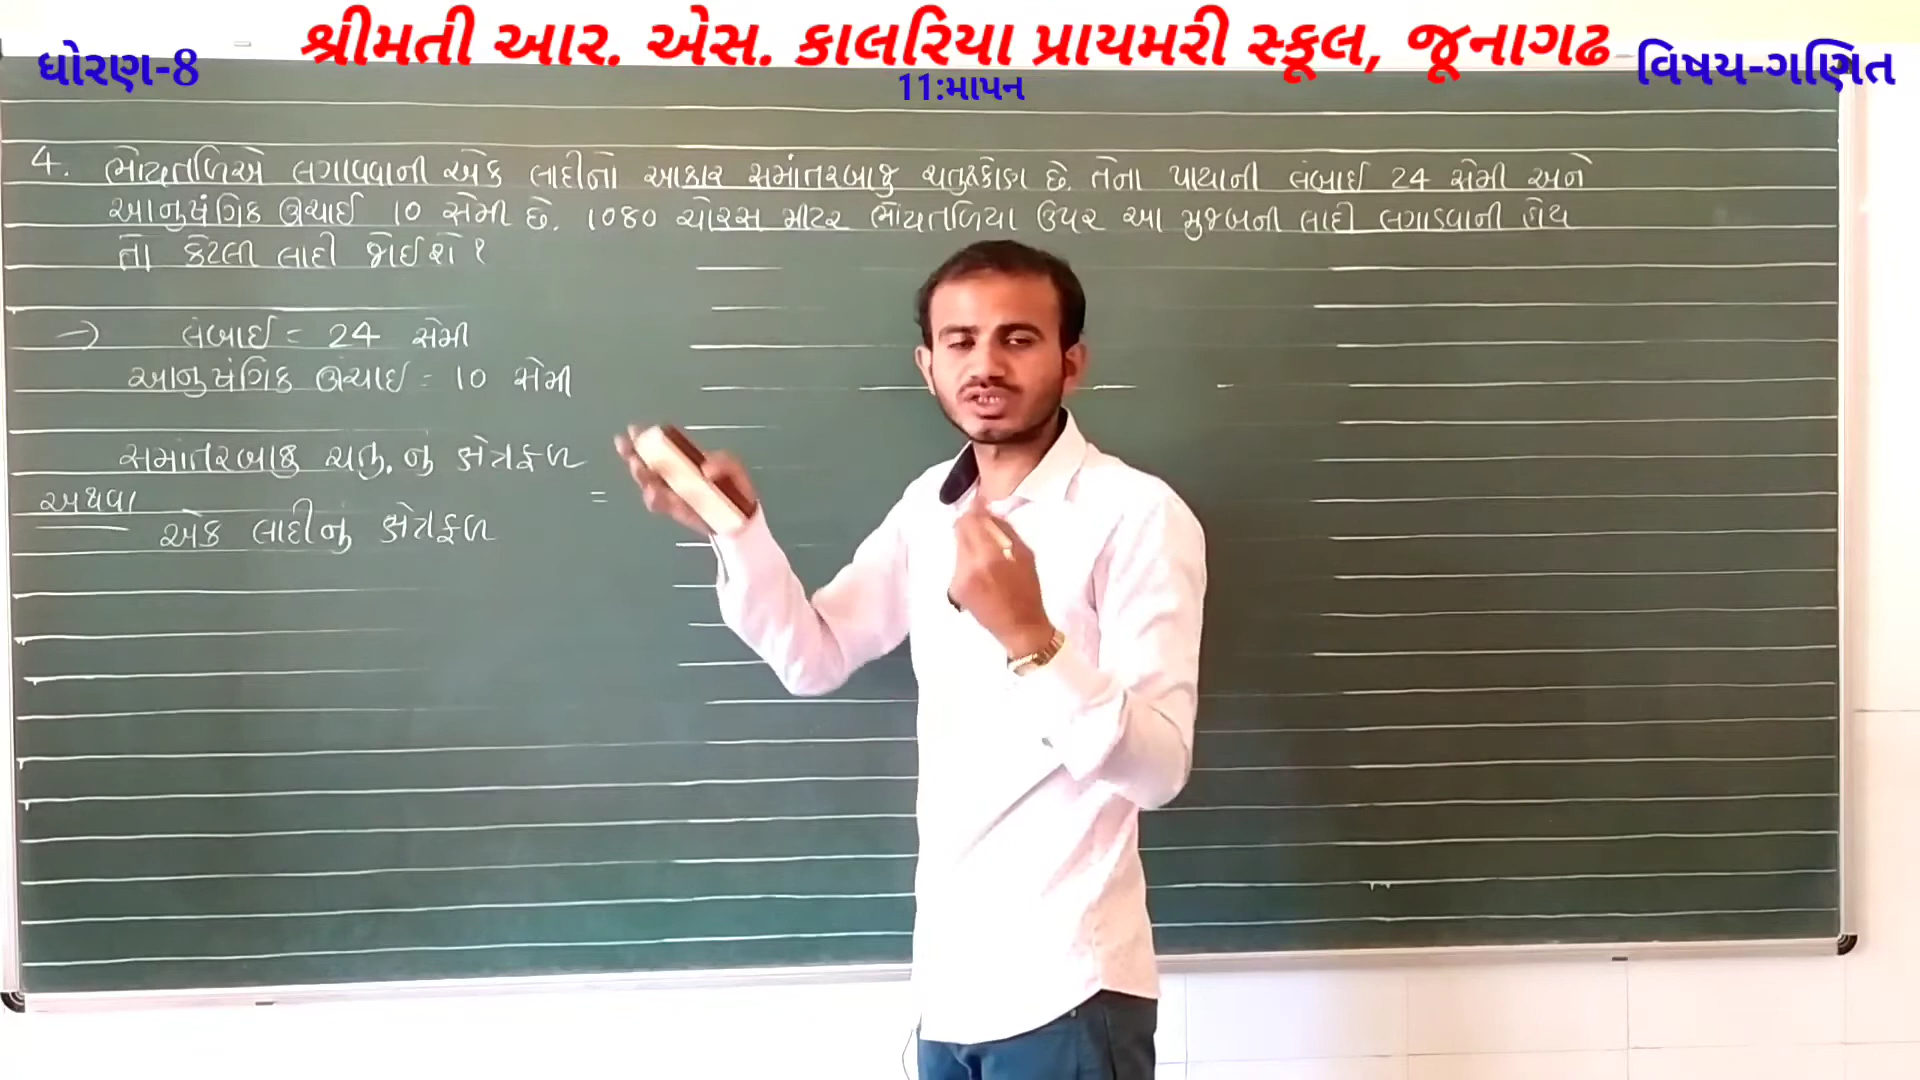 શ્રીમતી આર. એસ. કાલરિયા પ્રાયમરી સ્કૂલ, જૂનાગઢ
ધોરણ-8
11:માપન
વિષય-ગણિત
4. ભોંયતળિએ લગાવવાની એક લાદીનો આકાર સમાંતરબાજુ ચતુષ્કોણ છે. તેના પાયાની લંબાઈ 24 સેમી અને
આનુષંગિક ઊંચાઈ 10 સેમી છે. 1080 ચોરસ મીટર ભોંયતળિયા ઉપર આ મુજબની લાદી લગાડવાની હોય
તો કેટલી લાદી જોઈશે?
→ લંબાઈ = 24 સેમી
આનુષંગિક ઊંચાઈ = 10 સેમી
સમાંતરબાજુ ચતુ. નું ક્ષેત્રફળ
અથવા =
એક લાદીનું ક્ષેત્રફળ